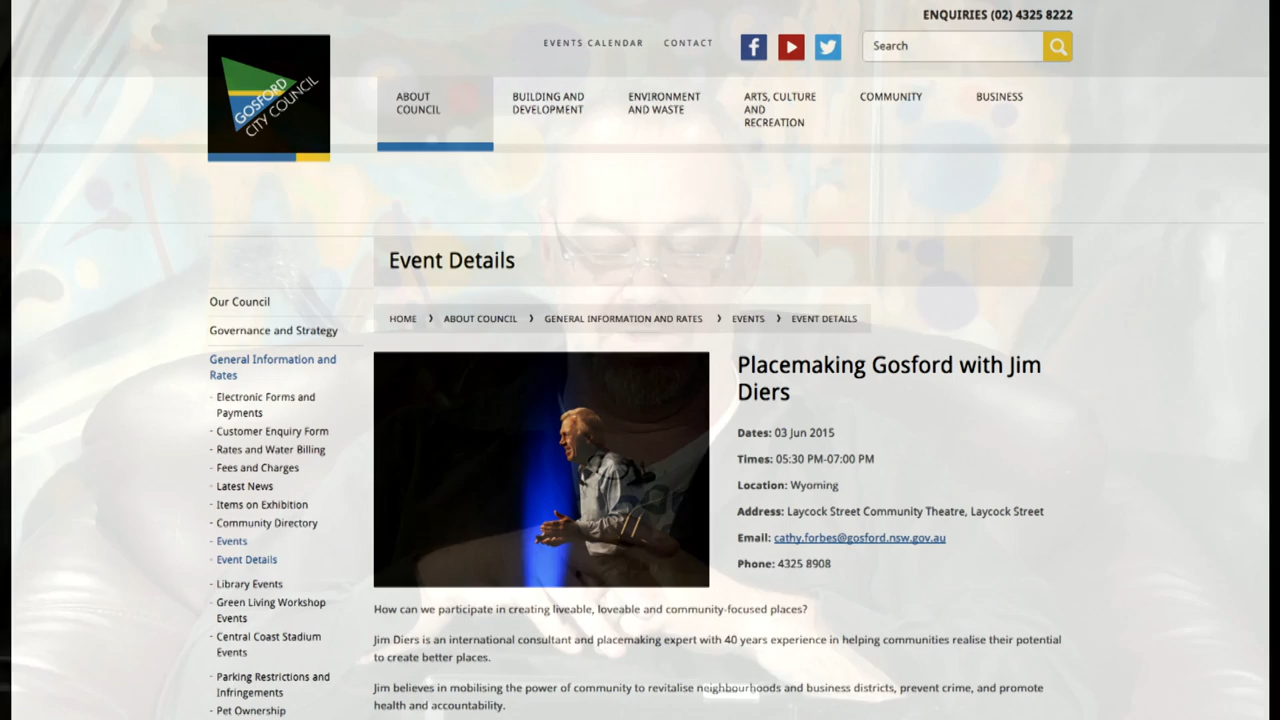 ENQUIRIES (02) 4325 8222
EVENTS CALENDAR CONTACT
Search
GOSFORD
CITY COUNCIL
ABOUT
COUNCIL
BUILDING AND
DEVELOPMENT
ENVIRONMENT
AND WASTE
ARTS, CULTURE
AND
RECREATION
COMMUNITY
BUSINESS
Event Details
Our Council
Governance and Strategy
General Information and
Rates
- Electronic Forms and
Payments
- Customer Enquiry Form
- Rates and Water Billing
- Fees and Charges
- Latest News
- Items on Exhibition
- Community Directory
- Events
- Event Details
- Library Events
- Green Living Workshop
Events
- Central Coast Stadium
Events
- Parking Restrictions and
Infringements
- Pet Ownership
HOME › ABOUT COUNCIL › GENERAL INFORMATION AND RATES › EVENTS › EVENT DETAILS
Placemaking Gosford with Jim
Diers
Dates: 03 Jun 2015
Times: 05:30 PM-07:00 PM
Location: Wyoming
Address: Laycock Street Community Theatre, Laycock Street
Email: cathy.forbes@gosford.nsw.gov.au
Phone: 4325 8908
How can we participate in creating liveable, loveable and community-focused places?
Jim Diers is an international consultant and placemaking expert with 40 years experience in helping communities realise their potential
to create better places.
Jim believes in mobilising the power of community to revitalise neighbourhoods and business districts, prevent crime, and promote
health and accountability.